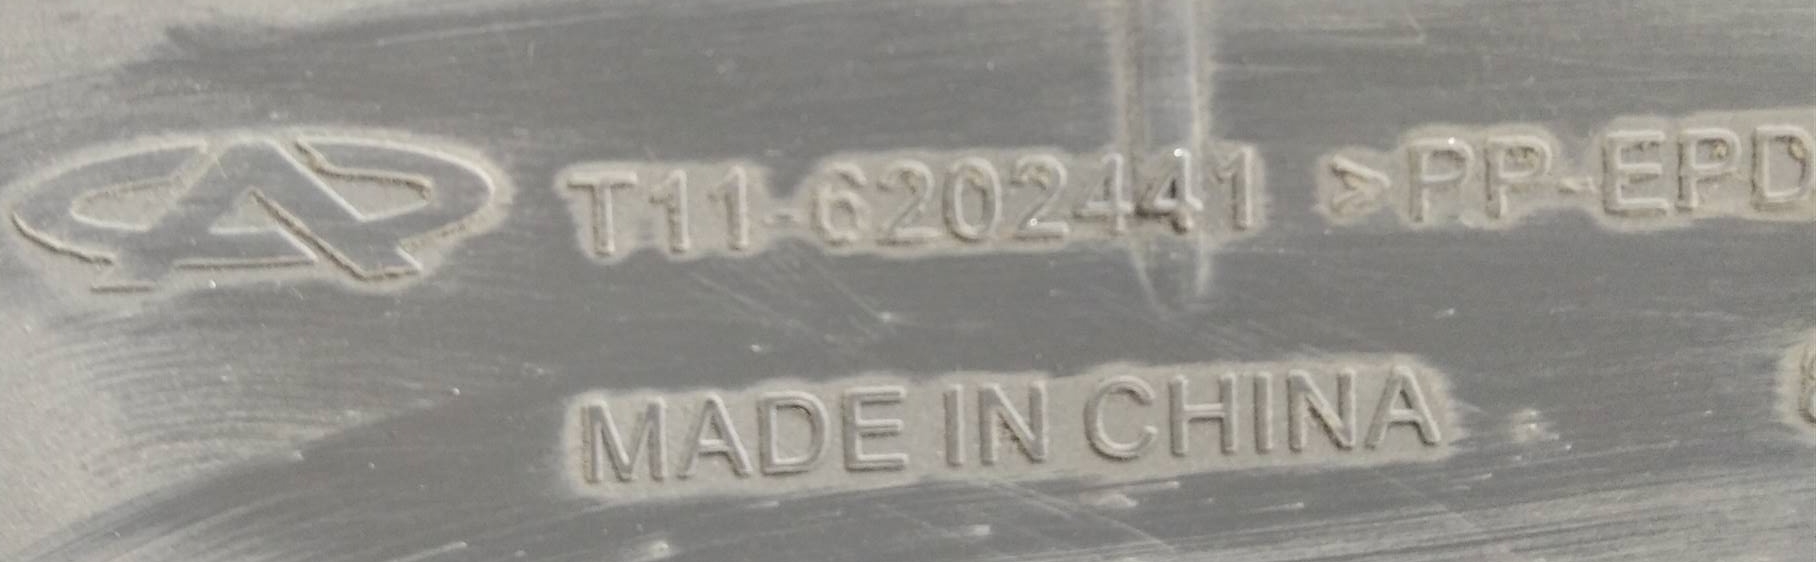 T11-6202441 >PP-EPD
MADE IN CHINA